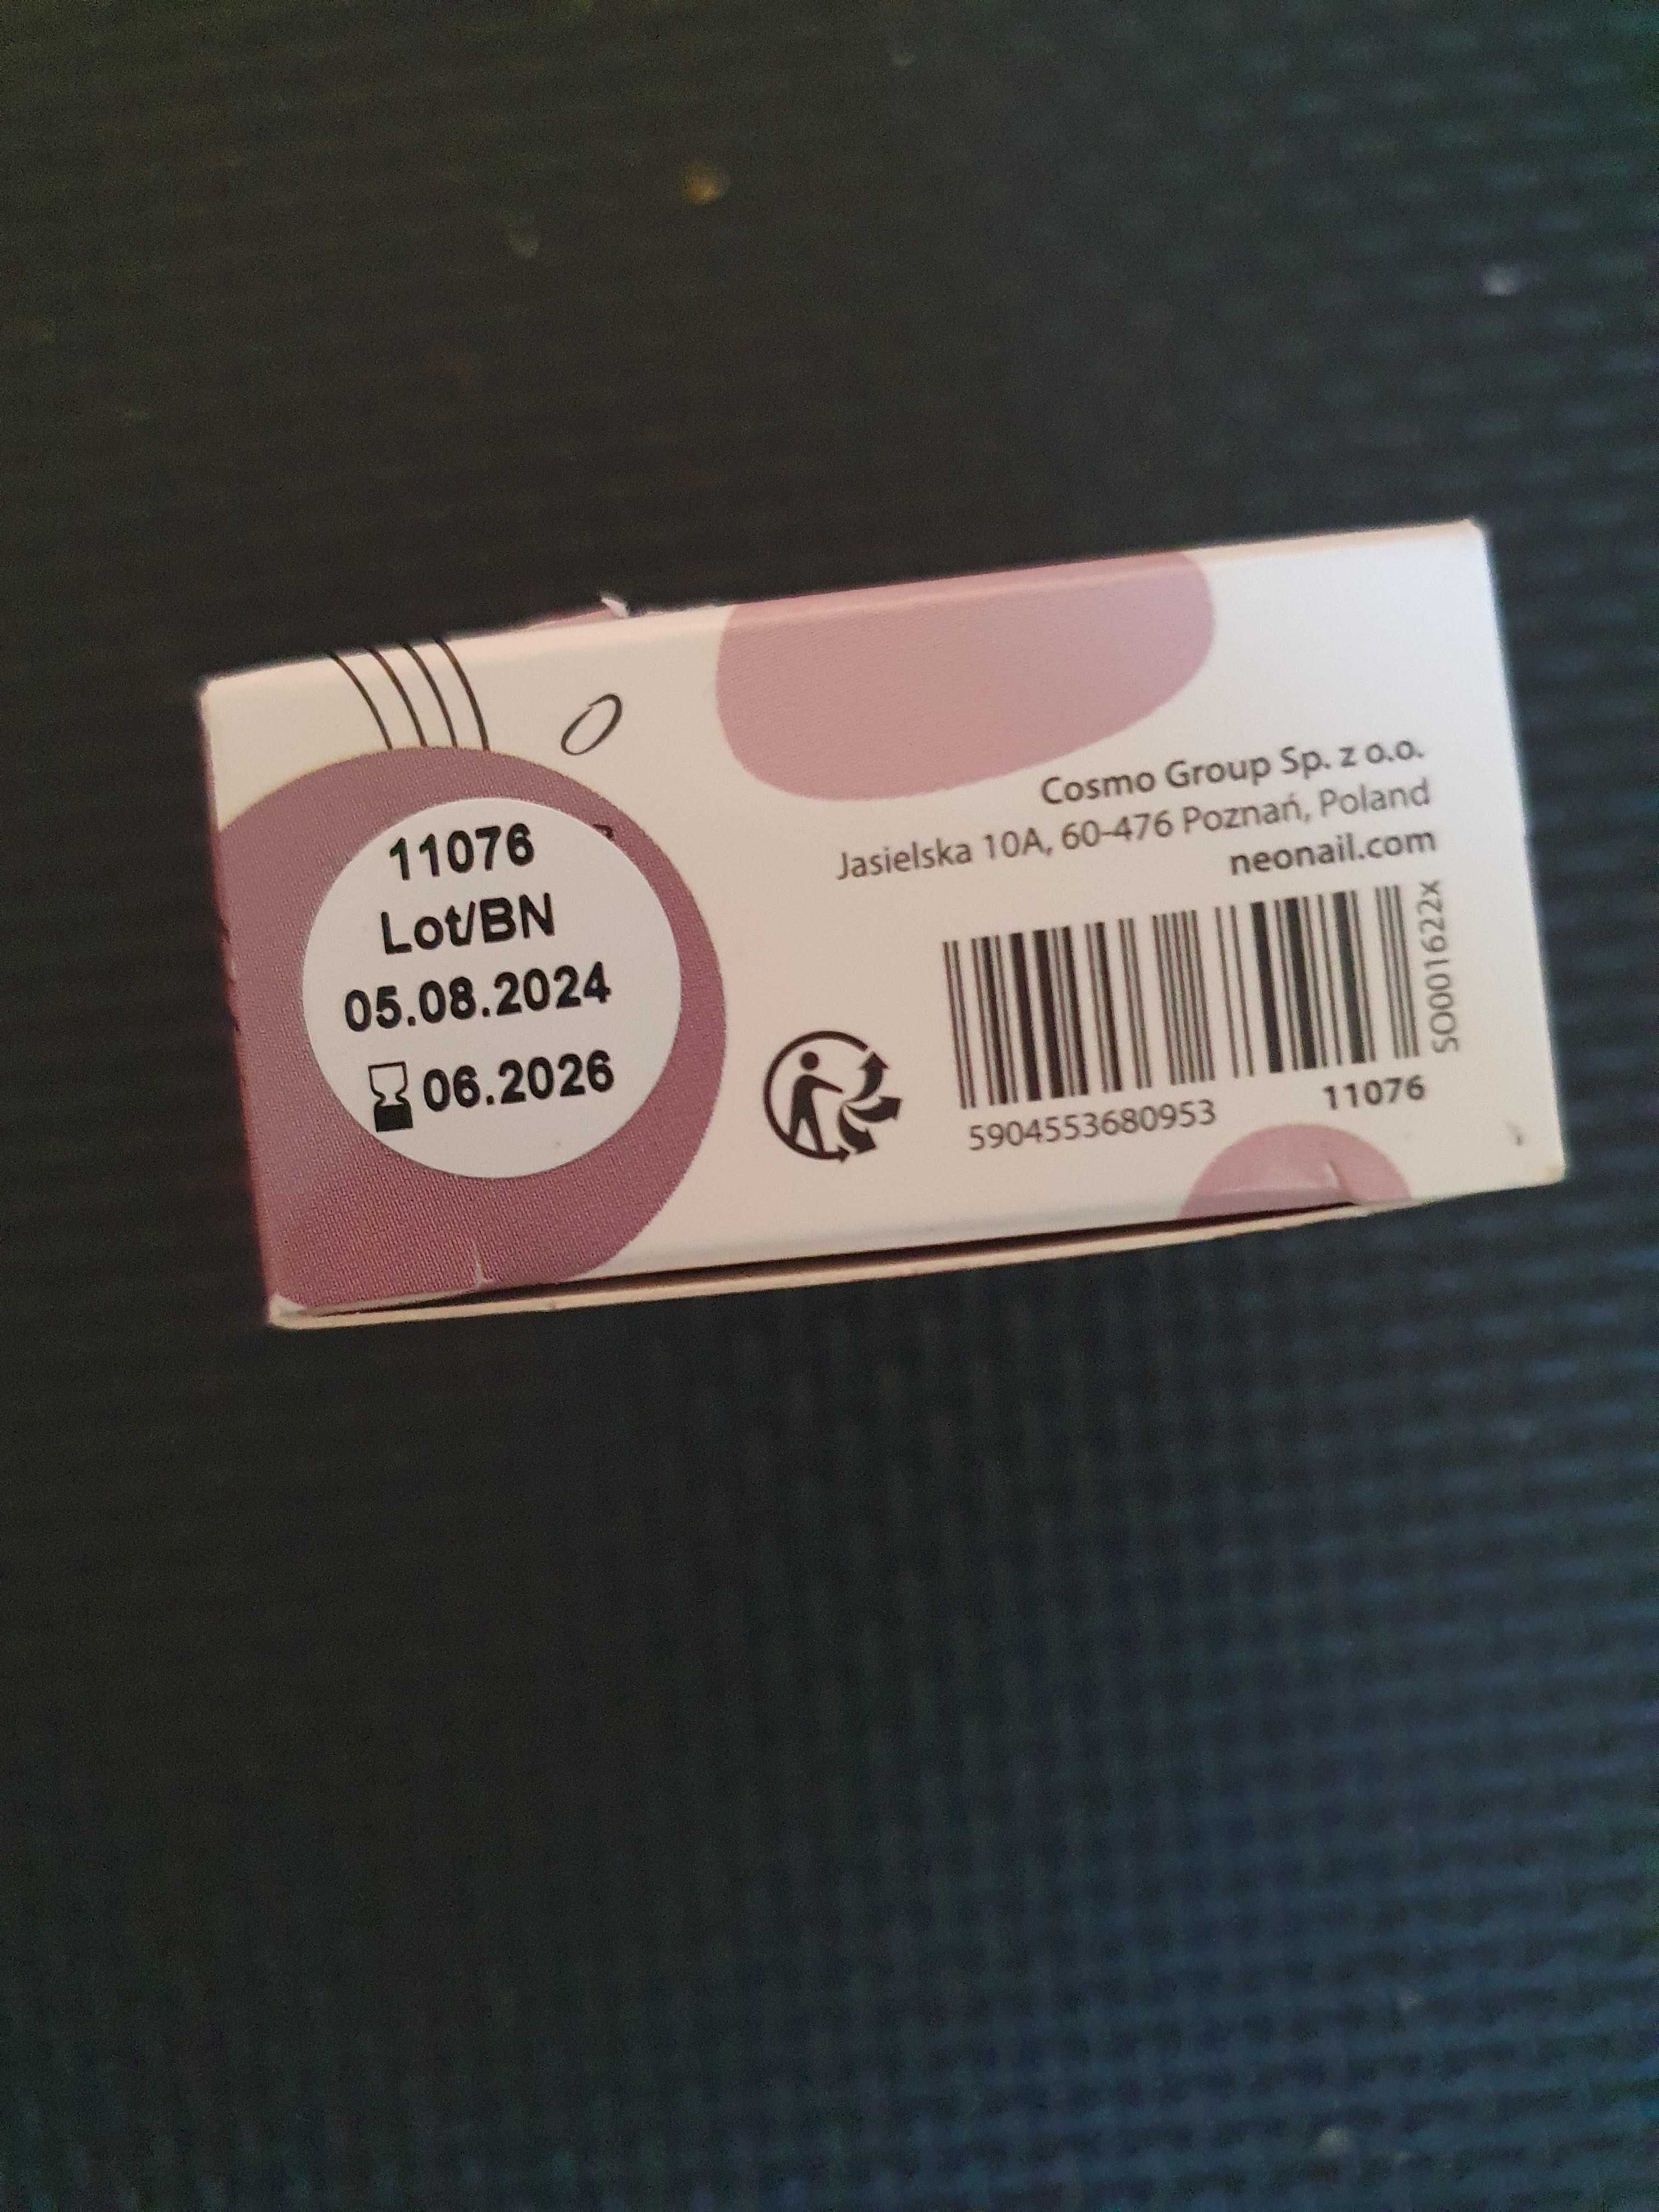 11076
Lot/BN
05.08.2024
06.2026
Cosmo Group Sp. z o.o.
Jasielska 10A, 60-476 Poznań, Poland
neonail.com
SO001622x
5904553680953
11076